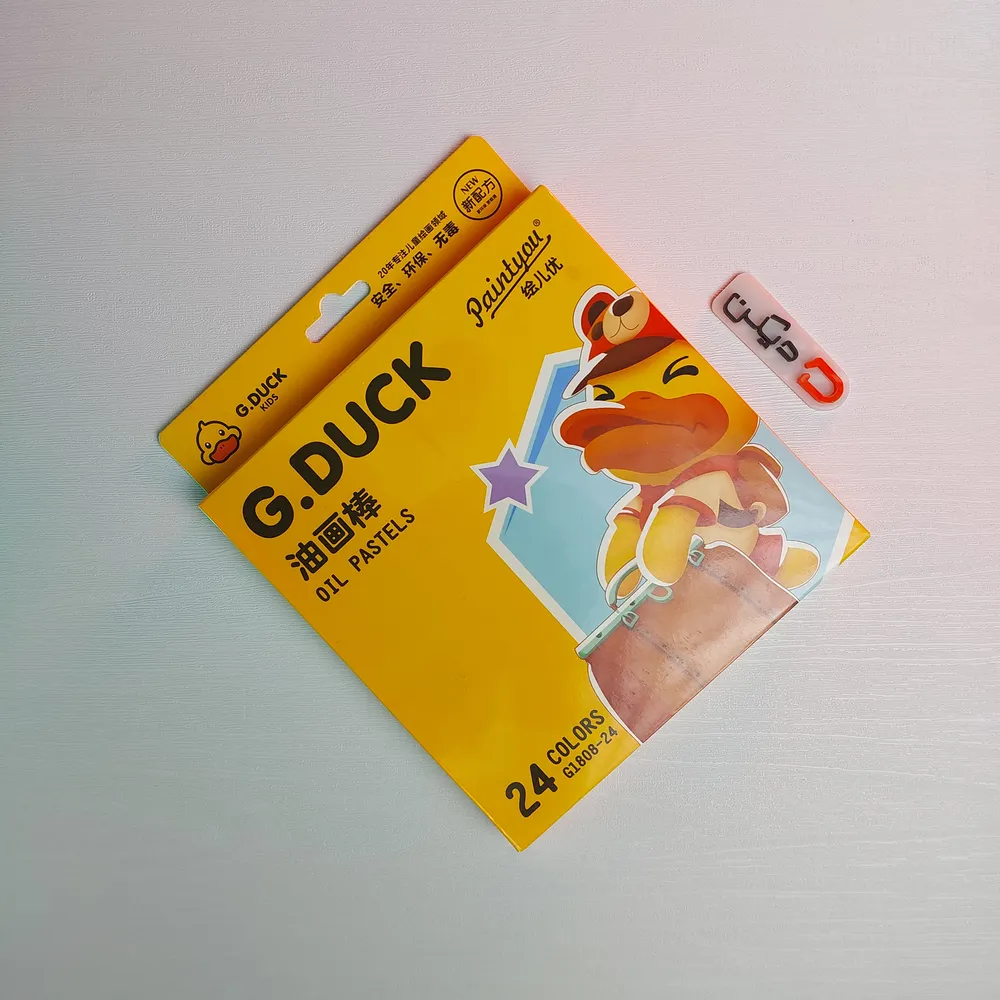 G.DUCK
KIDS
20年专注儿童绘画领域
安全、环保、无毒
NEW
新配方
Paintyou®
绘儿优
G.DUCK
油画棒
OIL PASTELS
24 COLORS
G1808-24